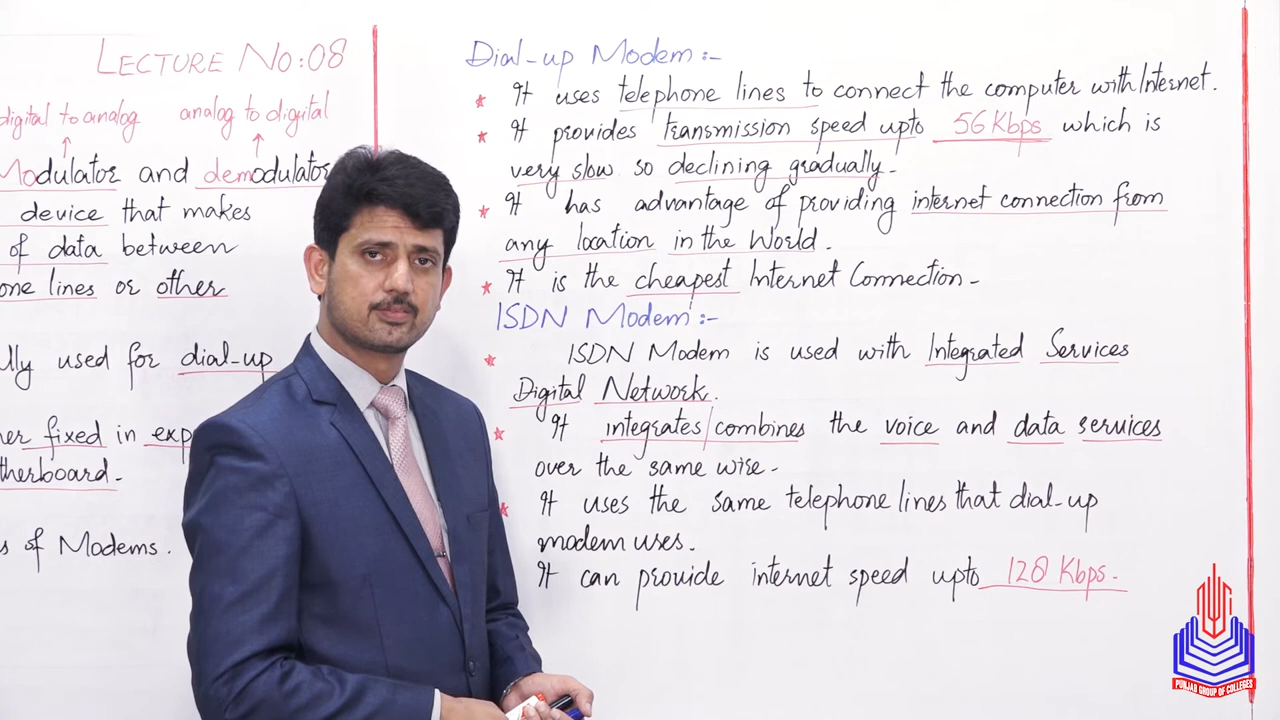 LECTURE No:08
digital to analog analog to digital
Modulator and demodulator
device that makes
of data between
one lines or other
lly used for dial-up
er fixed in exp
therboard.
s of Modems.
Dial-up Modem:-
It uses telephone lines to connect the computer with Internet.
It provides transmission speed upto 56 Kbps which is
very slow so declining gradually.
It has advantage of providing internet connection from
any location in the World.
It is the cheapest Internet Connection.
ISDN Modem:-
ISDN Modem is used with Integrated Services
Digital Network.
It integrates/combines the voice and data services
over the same wire.
It uses the same telephone lines that dial-up
modem uses.
It can provide internet speed upto 128 Kbps.
PUNJAB GROUP OF COLLEGES